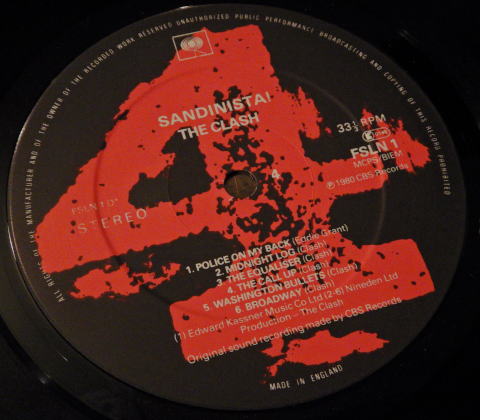 ALL RIGHTS OF THE MANUFACTURER AND OF THE OWNER OF THE RECORDED WORK RESERVED UNAUTHORIZED PUBLIC PERFORMANCE BROADCASTING AND COPYING OF THIS RECORD PROHIBITED
SANDINISTA!
THE CLASH
33⅓ RPM
FSLN 1
MCPS/BIEM
℗ 1980 CBS Records
4
FSLN 1 D*
STEREO
1. POLICE ON MY BACK (Eddie Grant)
2. MIDNIGHT LOG (Clash)
3. THE EQUALISER (Clash)
4. THE CALL UP (Clash)
5. WASHINGTON BULLETS (Clash)
6. BROADWAY (Clash)
(1) Edward Kassner Music Co Ltd (2-6) Nineden Ltd
Production – The Clash
Original sound recording made by CBS Records
MADE IN ENGLAND